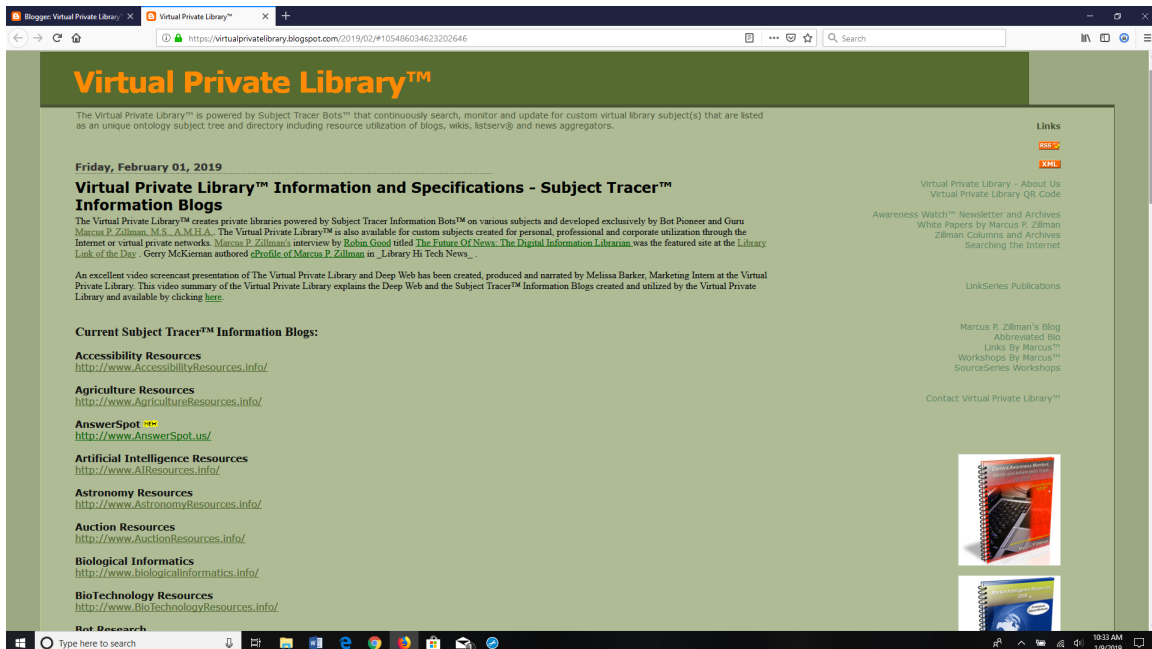 Blogger: Virtual Private Library
Virtual Private Library™
https://virtualprivatelibrary.blogspot.com/2019/02/#105486034623202646
Search
Virtual Private Library™
The Virtual Private Library™ is powered by Subject Tracer Bots™ that continuously search, monitor and update for custom virtual library subject(s) that are listed
as an unique ontology subject tree and directory including resource utilization of blogs, wikis, listserv® and news aggregators.
Friday, February 01, 2019
Virtual Private Library™ Information and Specifications - Subject Tracer™
Information Blogs
The Virtual Private Library™ creates private libraries powered by Subject Tracer Information Bots™ on various subjects and developed exclusively by Bot Pioneer and Guru
Marcus P. Zillman, M.S., A.M.H.A.. The Virtual Private Library™ is also available for custom subjects created for personal, professional and corporate utilization through the
Internet or virtual private networks. Marcus P. Zillman's interview by Robin Good titled The Future Of News: The Digital Information Librarian was the featured site at the Library
Link of the Day . Gerry McKiernan authored eProfile of Marcus P. Zillman in _Library Hi Tech News_ .
An excellent video screencast presentation of The Virtual Private Library and Deep Web has been created, produced and narrated by Melissa Barker, Marketing Intern at the Virtual
Private Library. This video summary of the Virtual Private Library explains the Deep Web and the Subject Tracer™ Information Blogs created and utilized by the Virtual Private
Library and available by clicking here.
Current Subject Tracer™ Information Blogs:
Accessibility Resources
http://www.AccessibilityResources.info/
Agriculture Resources
http://www.AgricultureResources.info/
AnswerSpot NEW
http://www.AnswerSpot.us/
Artificial Intelligence Resources
http://www.AIResources.info/
Astronomy Resources
http://www.AstronomyResources.info/
Auction Resources
http://www.AuctionResources.info/
Biological Informatics
http://www.biologicalinformatics.info/
BioTechnology Resources
http://www.BioTechnologyResources.info/
Bot Research
Links
RSS
XML
Virtual Private Library - About Us
Virtual Private Library QR Code
Awareness Watch™ Newsletter and Archives
White Papers by Marcus P. Zillman
Zillman Columns and Archives
Searching the Internet
LinkSeries Publications
Marcus P. Zillman's Blog
Abbreviated Bio
Links By Marcus™
Workshops By Marcus™
SourceSeries Workshops
Contact Virtual Private Library™
Type here to search
10:33 AM
1/9/2019